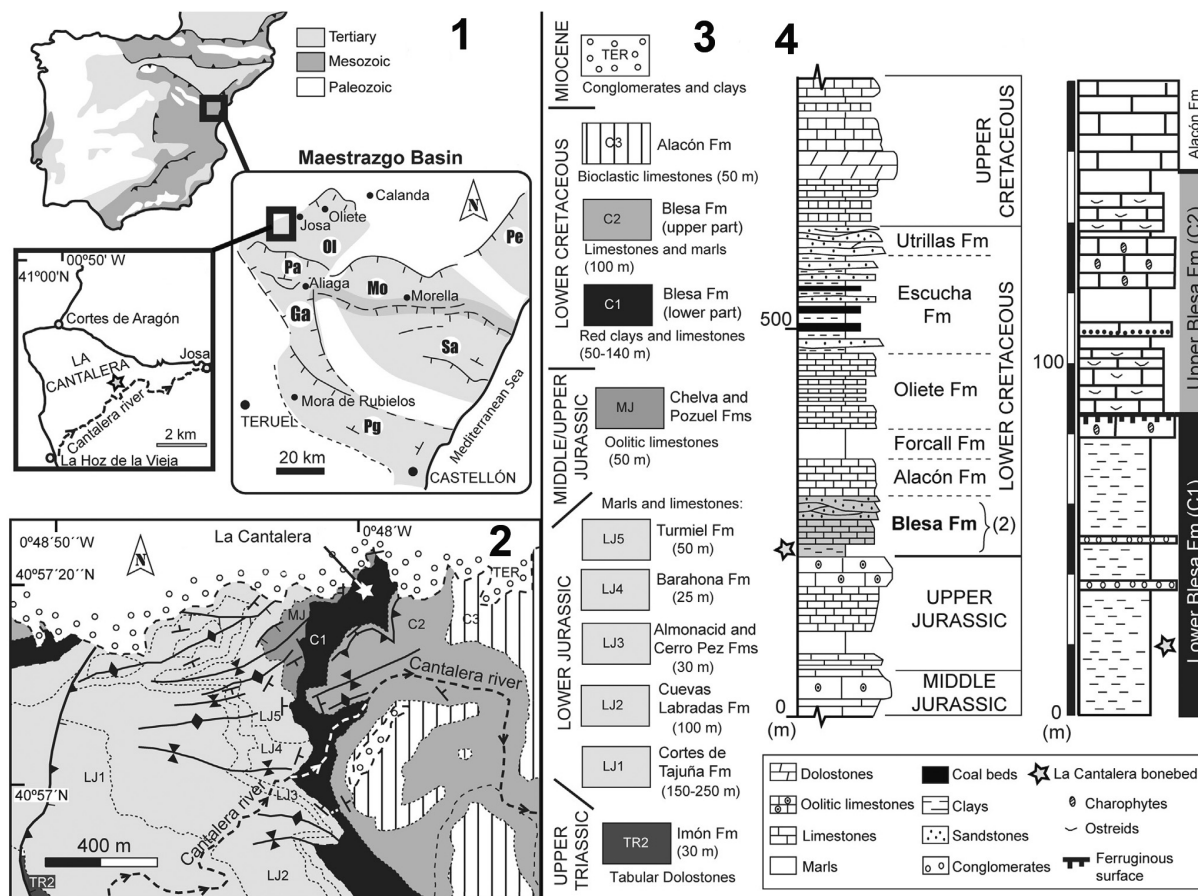 1
Tertiary
Mesozoic
Paleozoic
Maestrazgo Basin
N
Calanda
Oliete
Josa
Ol
Pe
Pa
Aliaga
Mo
Morella
Ga
Sa
Mora de Rubielos
TERUEL
Pg
Mediterranean Sea
20 km
CASTELLÓN
00°50' W
41°00'N
Cortes de Aragón
Josa
LA
CANTALERA
Cantalera river
2 km
La Hoz de la Vieja
2
0°48´50´´W
La Cantalera
0°48´W
N
40°57´20´´N
TER
MJ
C1
C2
C3
Cantalera river
LJ5
LJ4
LJ1
LJ3
40°57´N
Cantalera river
400 m
TR2
LJ2
3
MIOCENE
TER
Conglomerates and clays
LOWER CRETACEOUS
C3
Alacón Fm
Bioclastic limestones (50 m)
C2
Blesa Fm
(upper part)
Limestones and marls
(100 m)
C1
Blesa Fm
(lower part)
Red clays and limestones
(50-140 m)
MIDDLE/UPPER
JURASSIC
MJ
Chelva and
Pozuel Fms
Oolitic limestones
(50 m)
LOWER JURASSIC
Marls and limestones:
LJ5
Turmiel Fm
(50 m)
LJ4
Barahona Fm
(25 m)
LJ3
Almonacid and
Cerro Pez Fms
(30 m)
LJ2
Cuevas
Labradas Fm
(100 m)
LJ1
Cortes de
Tajuña Fm
(150-250 m)
UPPER
TRIASSIC
TR2
Imón Fm
(30 m)
Tabular Dolostones
4
UPPER
CRETACEOUS
Utrillas Fm
Escucha
Fm
500
Oliete Fm
LOWER CRETACEOUS
Forcall Fm
Alacón Fm
Blesa Fm (2)
UPPER
JURASSIC
MIDDLE
JURASSIC
0
(m)
Alacón Fm
Upper Blesa Fm (C2)
100
Lower Blesa Fm (C1)
0
(m)
Dolostones
Oolitic limestones
Limestones
Marls
Coal beds
Clays
Sandstones
Conglomerates
La Cantalera bonebed
Charophytes
Ostreids
Ferruginous
surface